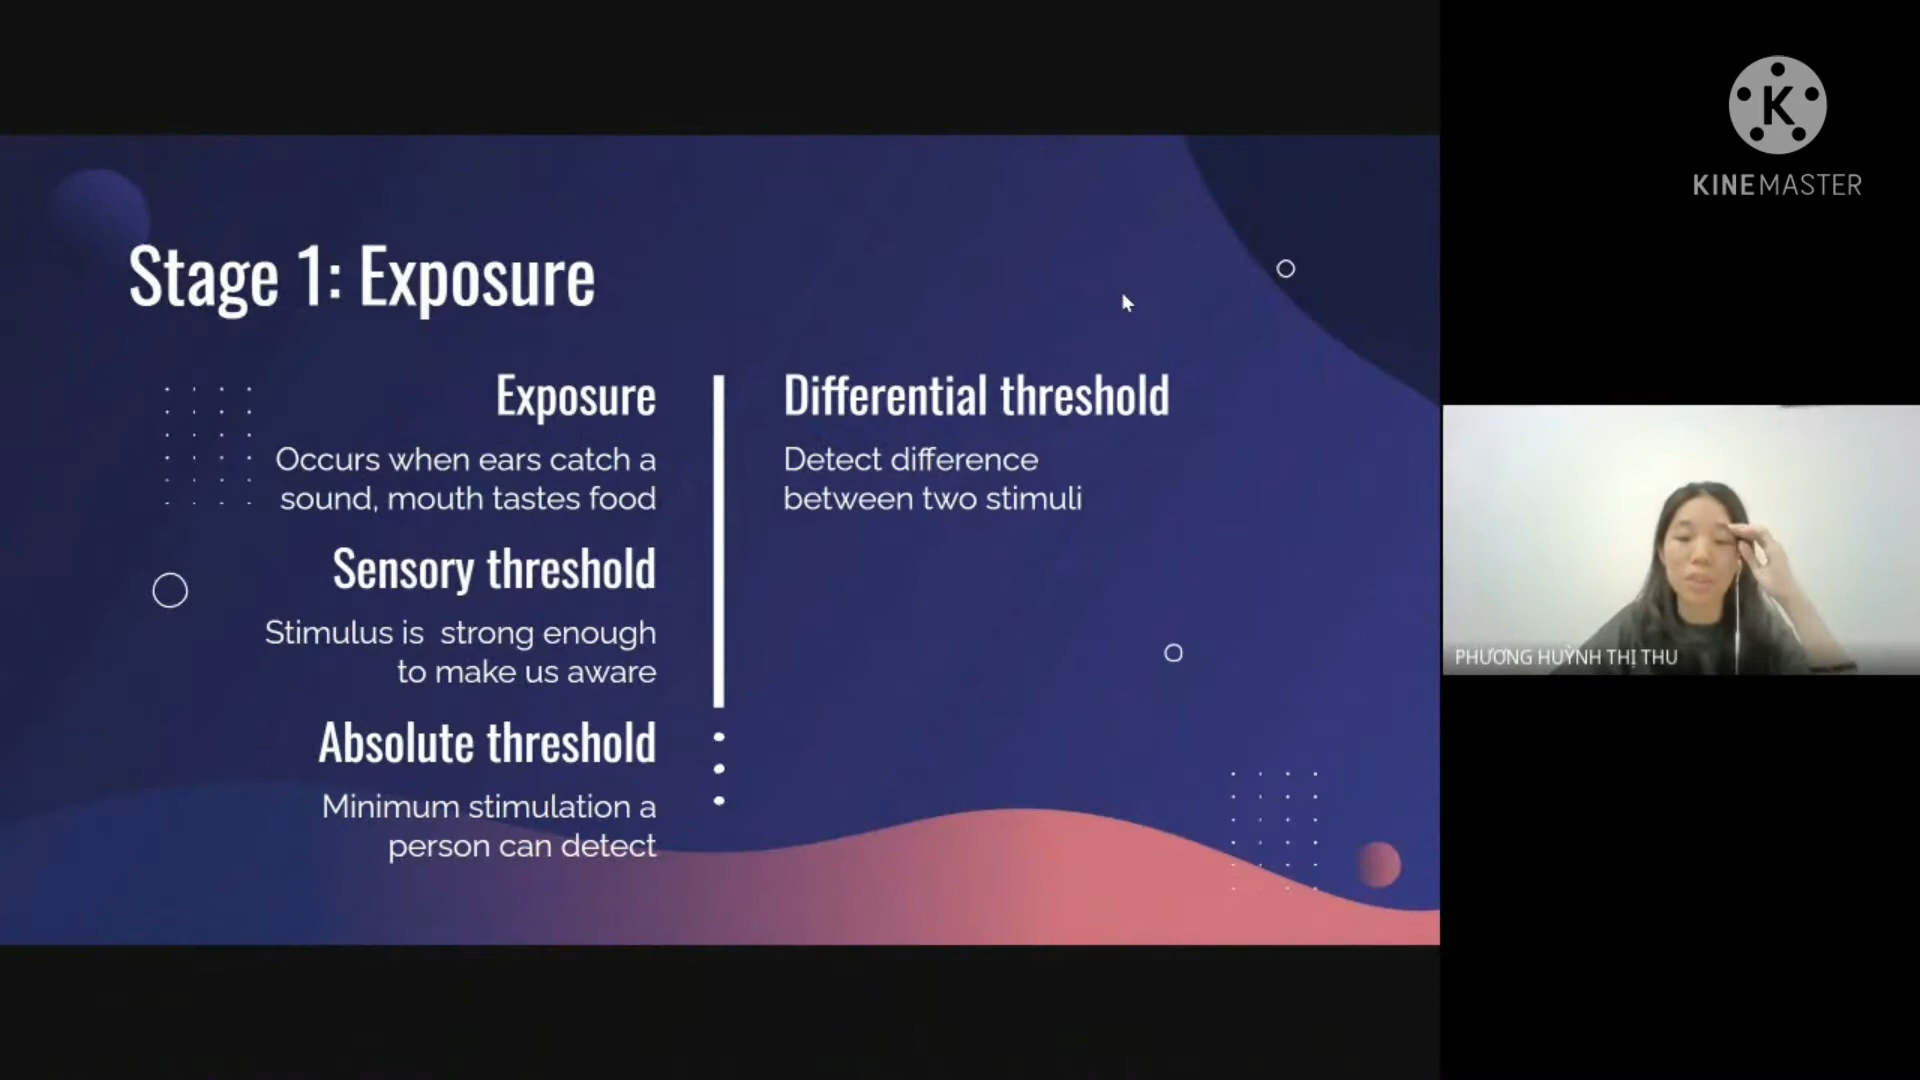 Stage 1: Exposure
Exposure
Occurs when ears catch a
sound, mouth tastes food
Sensory threshold
Stimulus is  strong enough
to make us aware
Absolute threshold
Minimum stimulation a
person can detect
Differential threshold
Detect difference
between two stimuli
K
KINEMASTER
PHƯƠNG HUỲNH THỊ THU